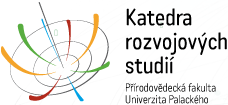 Katedra
rozvojových
studií
Přírodovědecká fakulta
Univerzita Palackého